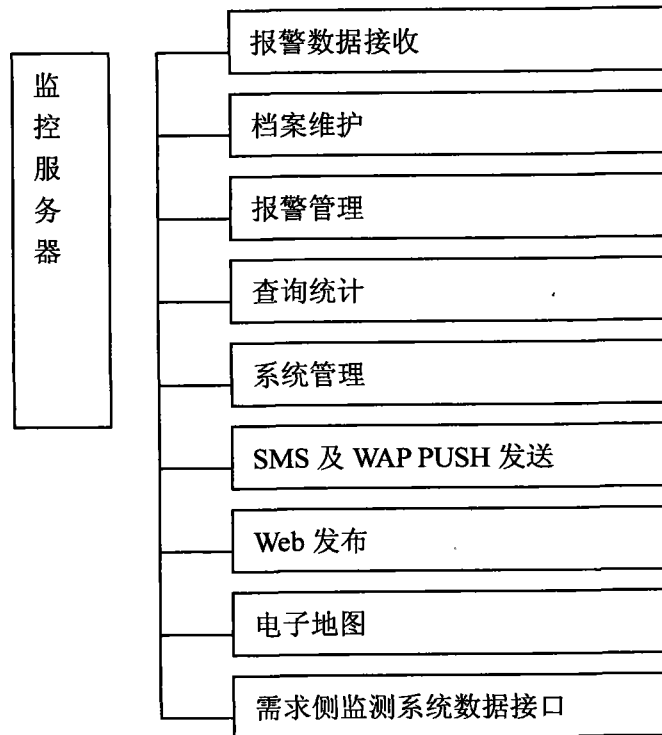 监控服务器
报警数据接收
档案维护
报警管理
查询统计
系统管理
SMS 及 WAP PUSH 发送
Web 发布
电子地图
需求侧监测系统数据接口